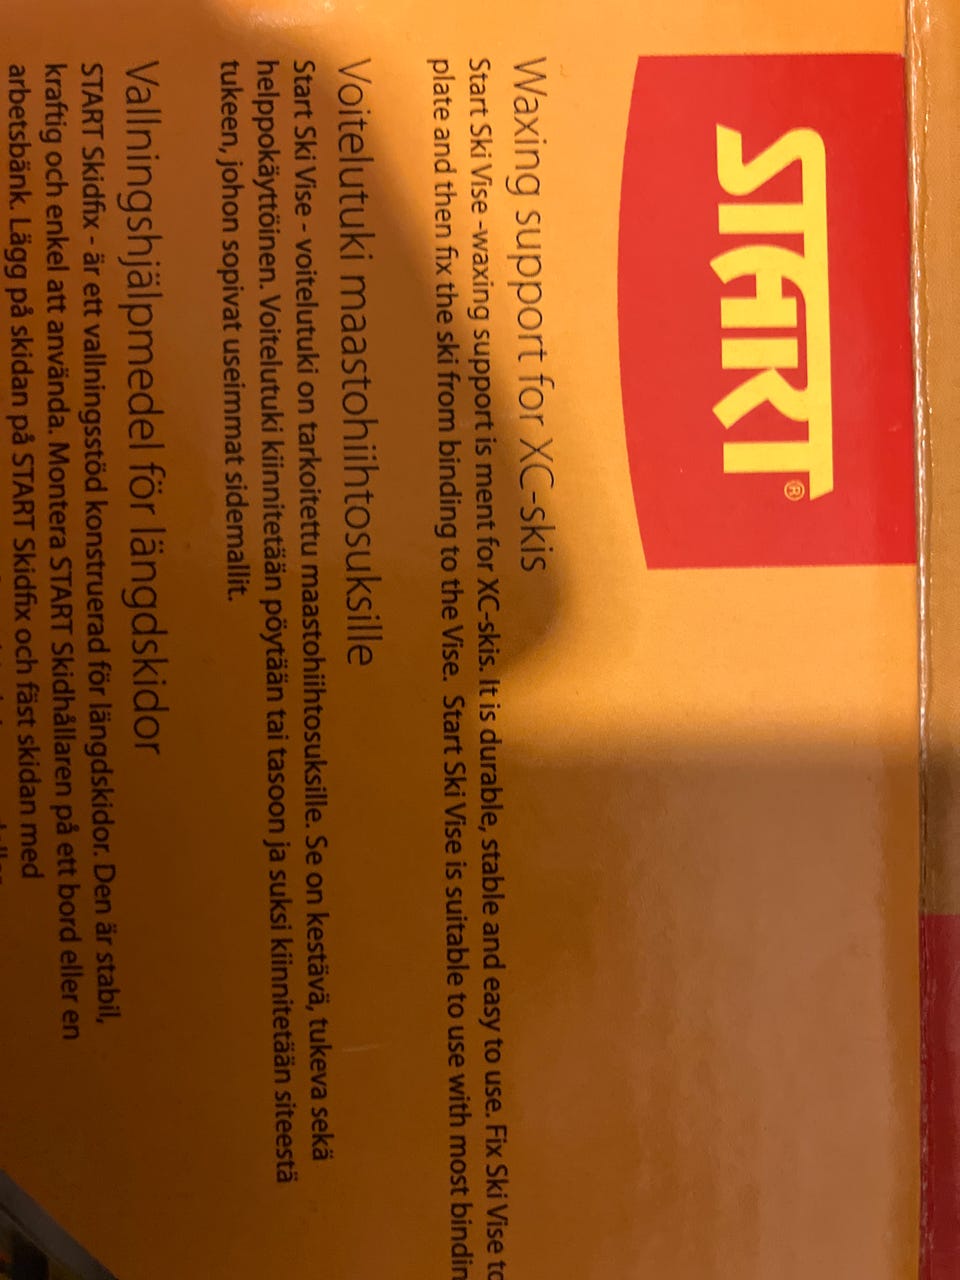 START®
Waxing support for XC-skis
Start Ski Vise -waxing support is ment for XC-skis. It is durable, stable and easy to use. Fix Ski Vise to
plate and then fix the ski from binding to the Vise. Start Ski Vise is suitable to use with most bindin
Voitelutuki maastohiihtosuksille
Start Ski Vise - voitelutuki on tarkoitettu maastohiihtosuksille. Se on kestävä, tukeva sekä
helppokäyttöinen. Voitelutuki kiinnitetään pöytään tai tasoon ja suksi kiinnitetään siteestä
tukeen, johon sopivat useimmat sidemallit.
Vallningshjälpmedel för längdskidor
START Skidfix - är ett vallningsstöd konstruerad för längdskidor. Den är stabil,
kraftig och enkel att använda. Montera START Skidhållaren på ett bord eller en
arbetsbänk. Lägg på skidan på START Skidfix och fäst skidan med